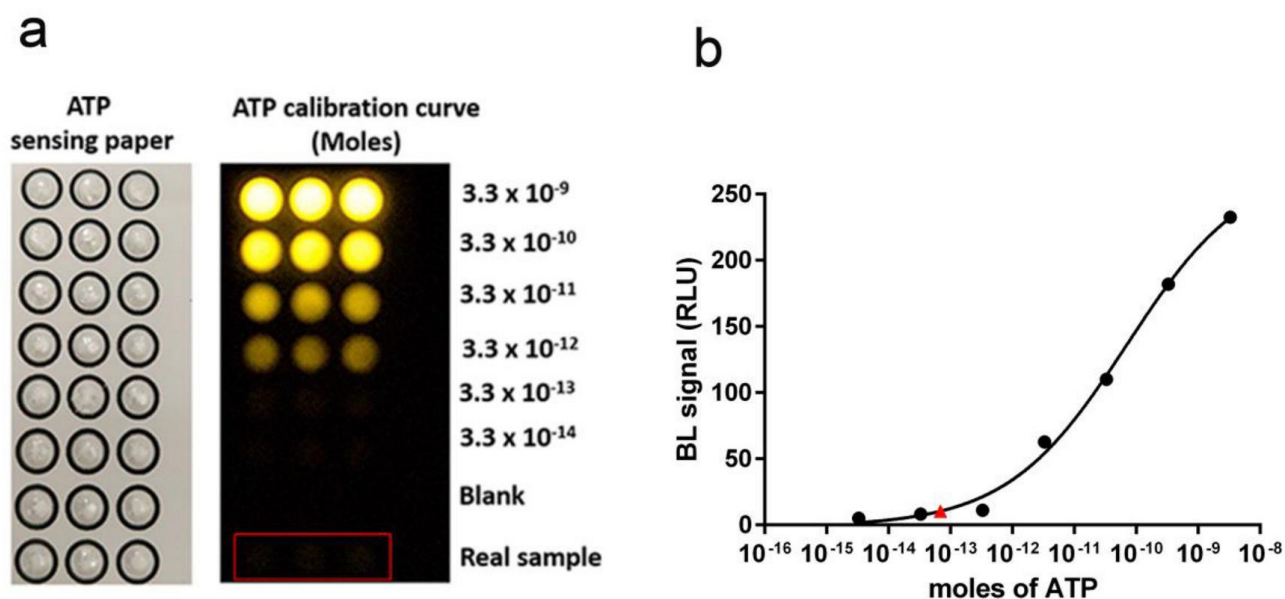 a
ATP
sensing paper
ATP calibration curve
(Moles)
3.3 x 10⁻⁹
3.3 x 10⁻¹⁰
3.3 x 10⁻¹¹
3.3 x 10⁻¹²
3.3 x 10⁻¹³
3.3 x 10⁻¹⁴
Blank
Real sample
b
BL signal (RLU)
250
200
150
100
50
0
10⁻¹⁶ 10⁻¹⁵ 10⁻¹⁴ 10⁻¹³ 10⁻¹² 10⁻¹¹ 10⁻¹⁰ 10⁻⁹ 10⁻⁸
moles of ATP